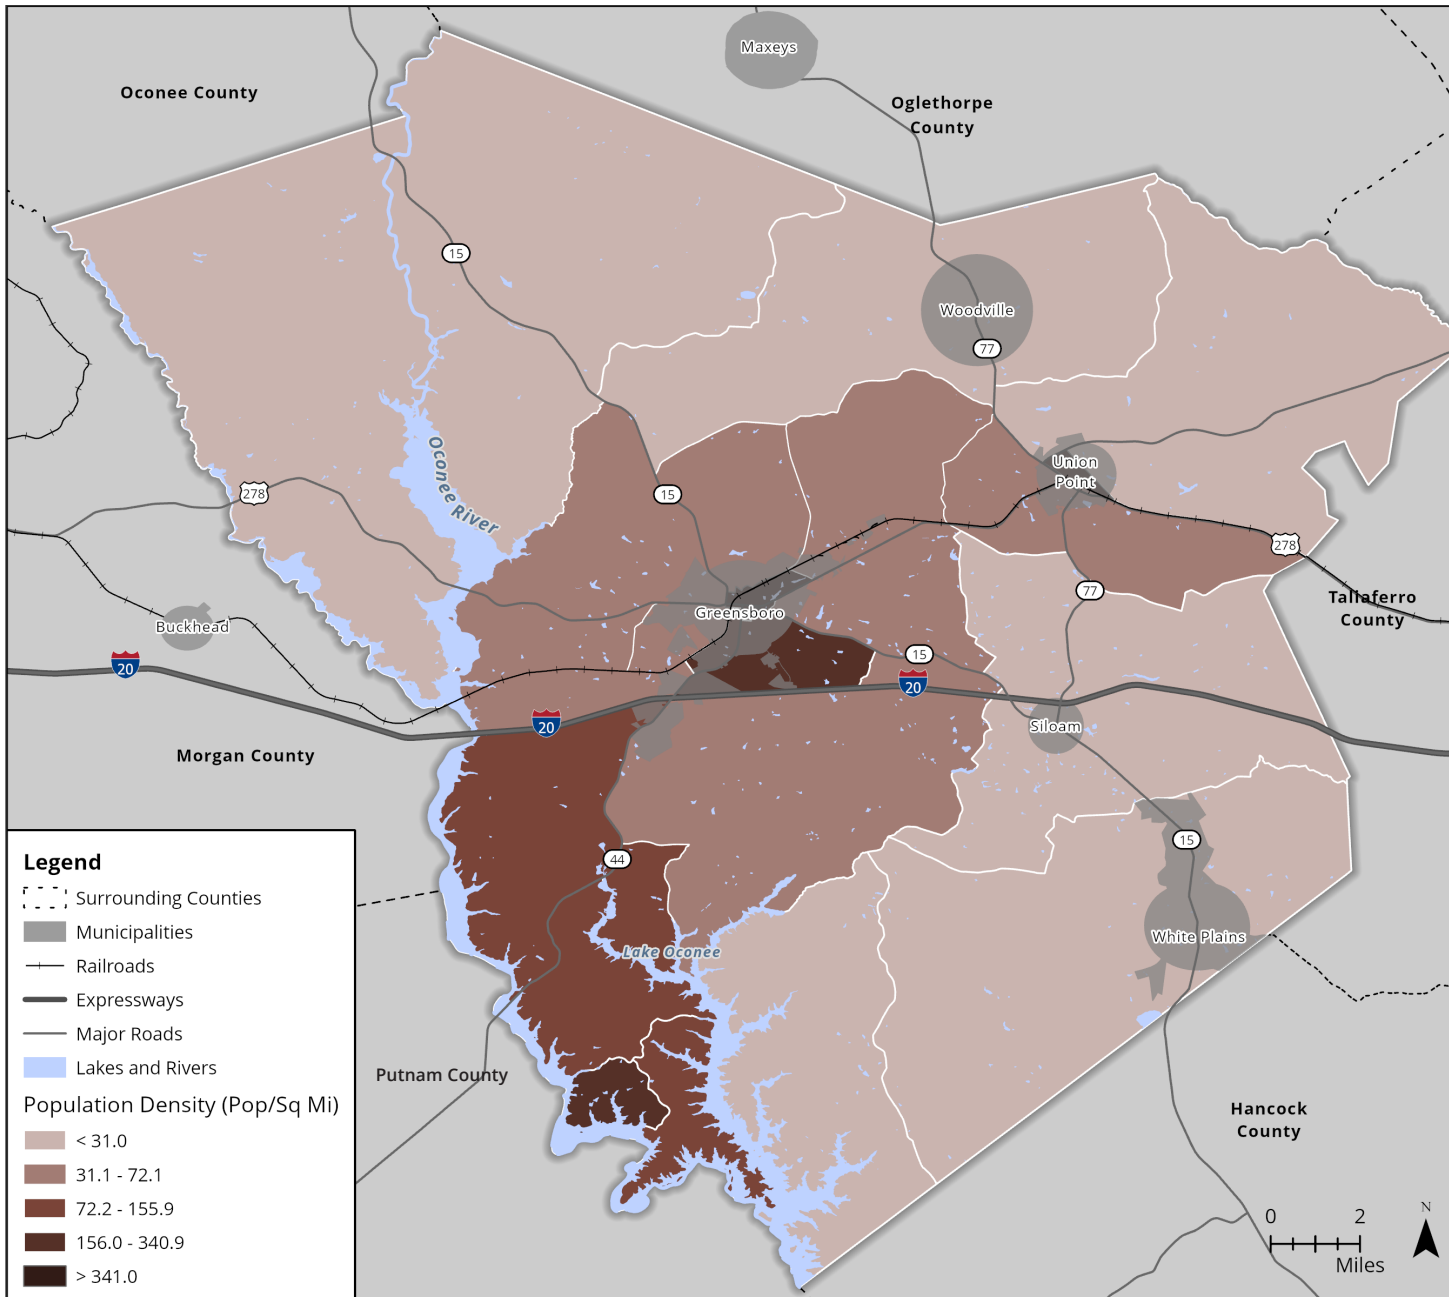 Maxeys
Oconee County
Oglethorpe
County
15
Woodville
77
Oconee River
Union
Point
278
15
278
77
Tallaferro
County
Greensboro
Buckhead
15
20
20
20
Siloam
Morgan County
15
44
White Plains
Lake Oconee
Putnam County
Hancock
County
Legend
Surrounding Counties
Municipalities
Railroads
Expressways
Major Roads
Lakes and Rivers
Population Density (Pop/Sq Mi)
< 31.0
31.1 - 72.1
72.2 - 155.9
156.0 - 340.9
> 341.0
N
0 2
Miles